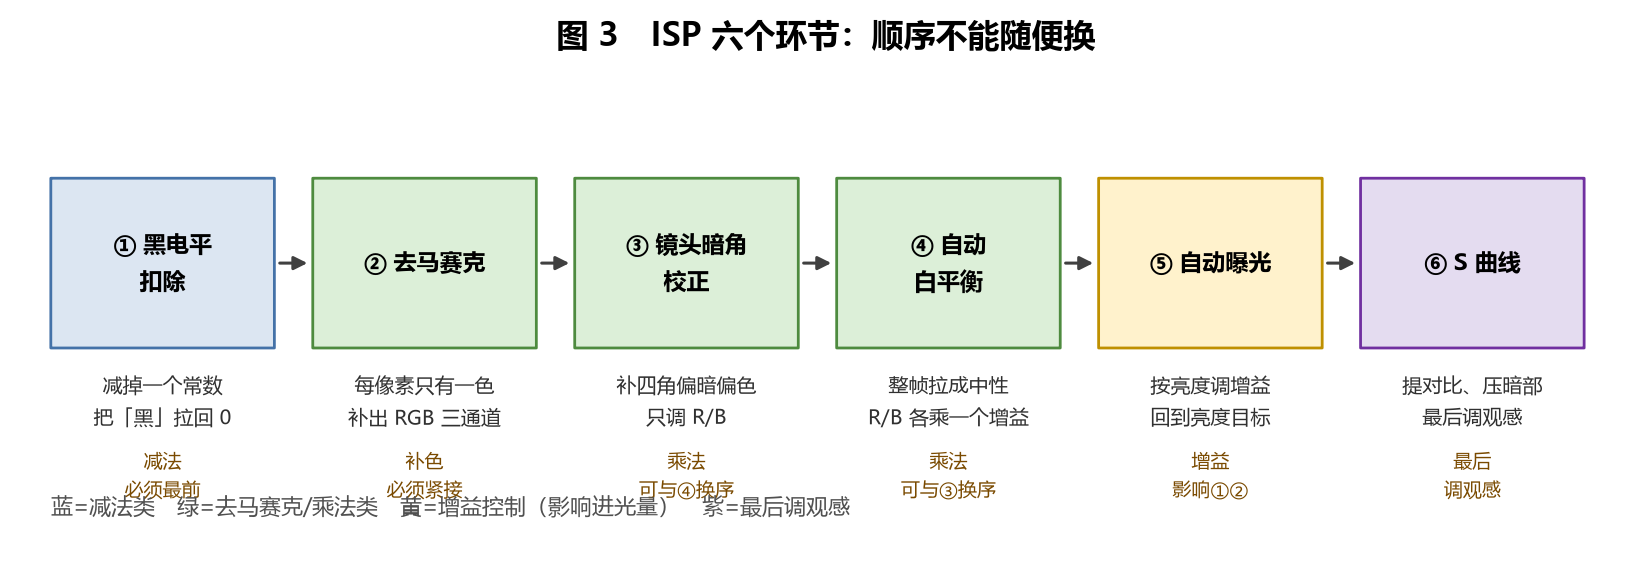 图 3 ISP 六个环节：顺序不能随便换
① 黑电平
扣除
② 去马赛克
③ 镜头暗角
校正
④ 自动
白平衡
⑤ 自动曝光
⑥ S 曲线
减掉一个常数
把「黑」拉回 0
减法
必须最前
每像素只有一色
补出 RGB 三通道
补色
必须紧接
补四角偏暗偏色
只调 R/B
乘法
可与④换序
整帧拉成中性
R/B 各乘一个增益
乘法
可与③换序
按亮度调增益
回到亮度目标
增益
影响①②
提对比、压暗部
最后调观感
最后
调观感
蓝=减法类 绿=去马赛克/乘法类 黄=增益控制（影响进光量） 紫=最后调观感